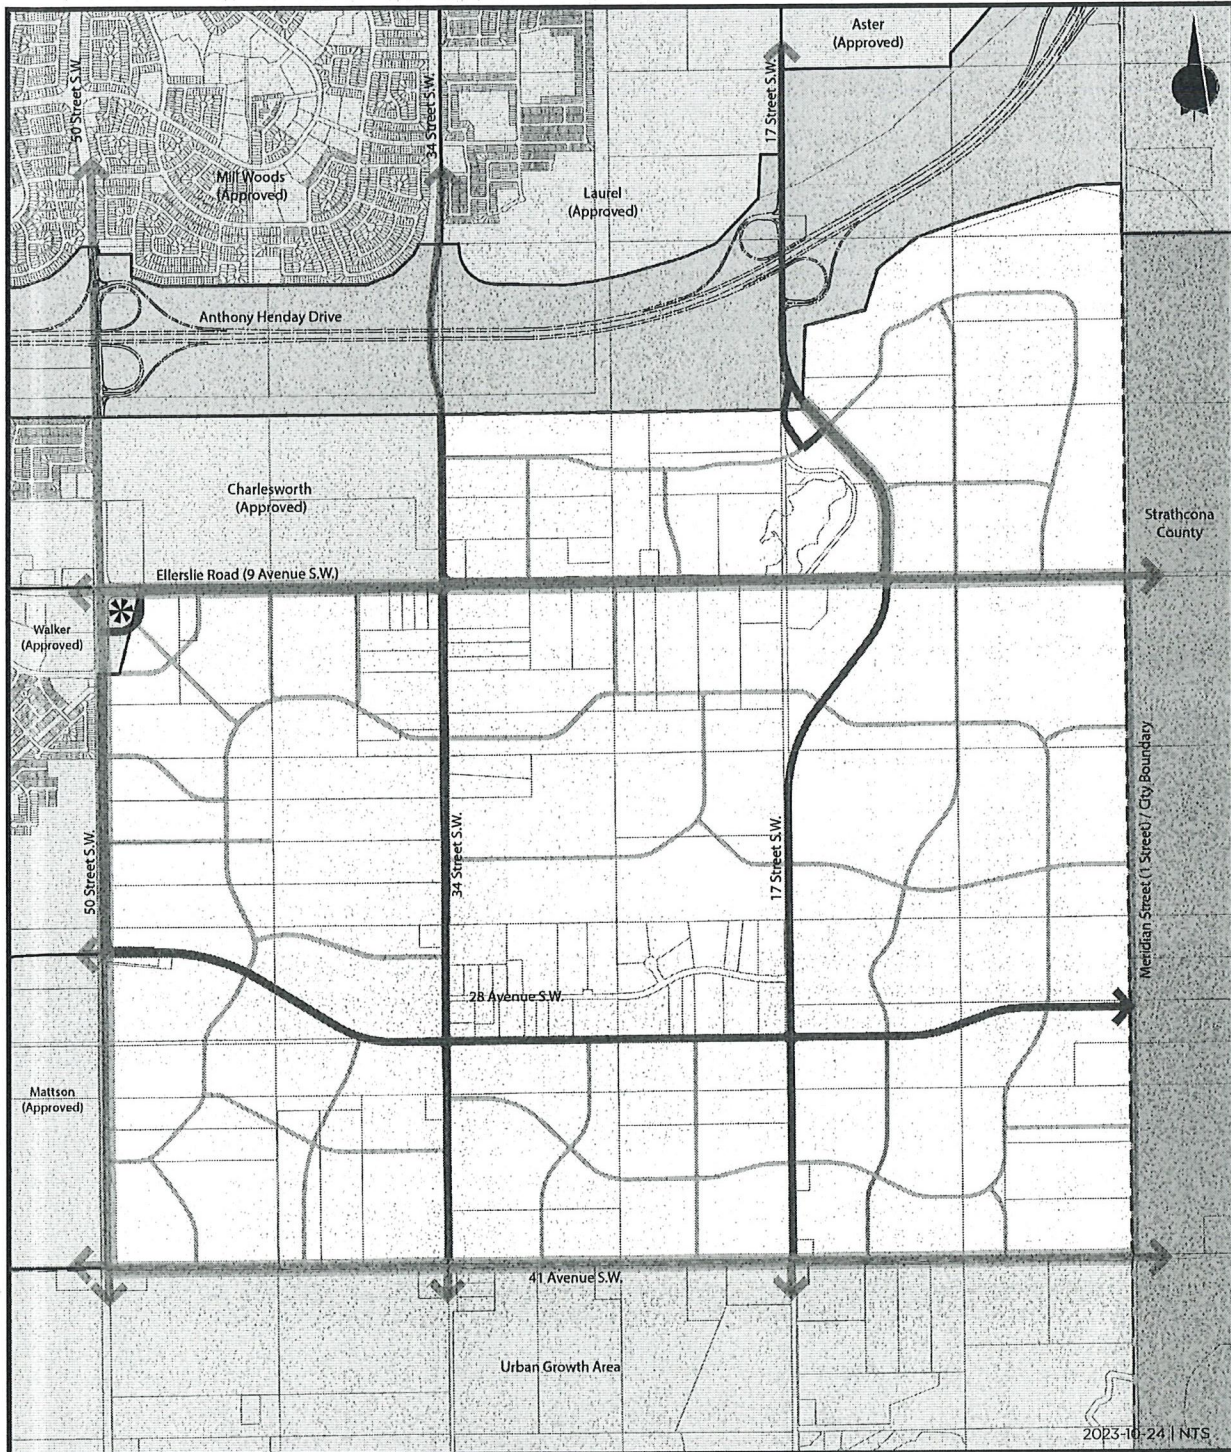 Aster
(Approved)
50 Street S.W.
34 Street S.W.
17 Street S.W.
Mill Woods
(Approved)
Laurel
(Approved)
Anthony Henday Drive
Charlesworth
(Approved)
Strathcona
County
Ellerslie Road (9 Avenue S.W.)
Walker
(Approved)
50 Street S.W.
34 Street S.W.
17 Street S.W.
Meridian Street (1 Street) / City Boundary
28 Avenue S.W.
Mattson
(Approved)
41 Avenue S.W.
Urban Growth Area
2023-10-24 | NTS